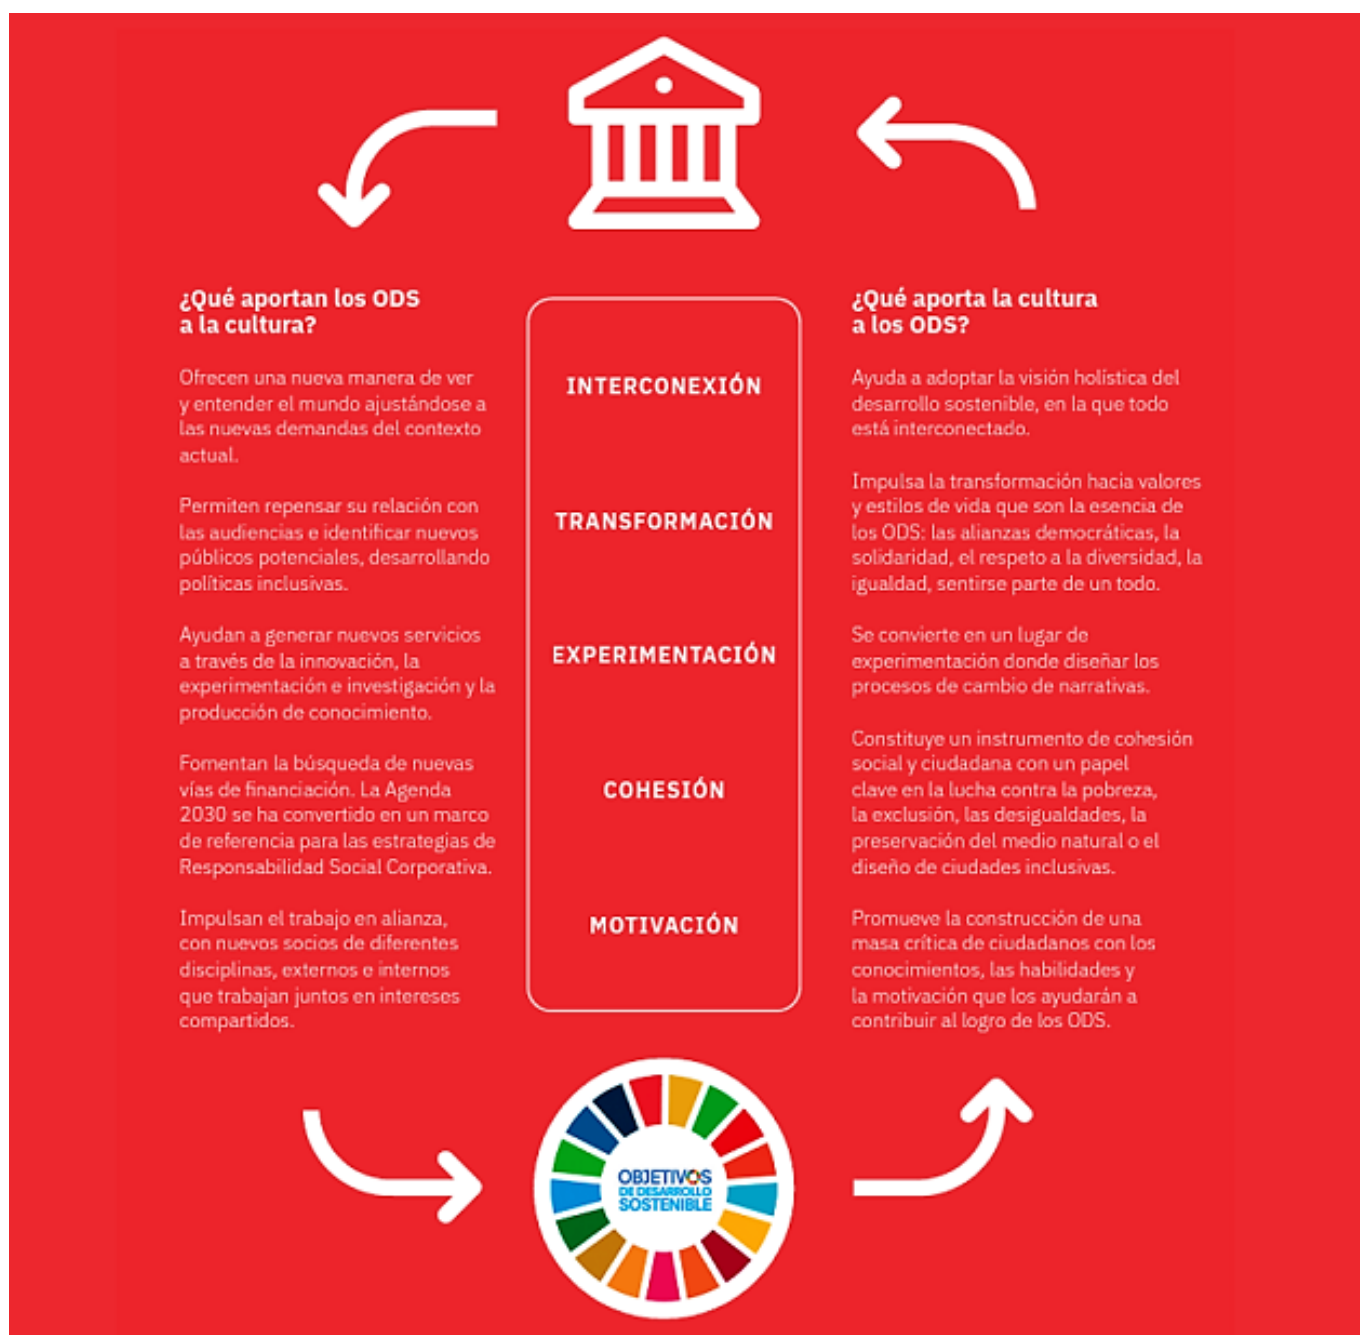 ¿Qué aportan los ODS
a la cultura?
Ofrecen una nueva manera de ver
y entender el mundo ajustándose a
las nuevas demandas del contexto
actual.
Permiten repensar su relación con
las audiencias e identificar nuevos
públicos potenciales, desarrollando
políticas inclusivas.
Ayudan a generar nuevos servicios
a través de la innovación, la
experimentación e investigación y la
producción de conocimiento.
Fomentan la búsqueda de nuevas
vías de financiación. La Agenda
2030 se ha convertido en un marco
de referencia para las estrategias de
Responsabilidad Social Corporativa.
Impulsan el trabajo en alianza,
con nuevos socios de diferentes
disciplinas, externos e internos
que trabajan juntos en intereses
compartidos.
INTERCONEXIÓN
TRANSFORMACIÓN
EXPERIMENTACIÓN
COHESIÓN
MOTIVACIÓN
¿Qué aporta la cultura
a los ODS?
Ayuda a adoptar la visión holística del
desarrollo sostenible, en la que todo
está interconectado.
Impulsa la transformación hacia valores
y estilos de vida que son la esencia de
los ODS: las alianzas democráticas, la
solidaridad, el respeto a la diversidad, la
igualdad, sentirse parte de un todo.
Se convierte en un lugar de
experimentación donde diseñar los
procesos de cambio de narrativas.
Constituye un instrumento de cohesión
social y ciudadana con un papel
clave en la lucha contra la pobreza,
la exclusión, las desigualdades, la
preservación del medio natural o el
diseño de ciudades inclusivas.
Promueve la construcción de una
masa crítica de ciudadanos con los
conocimientos, las habilidades y
la motivación que los ayudarán a
contribuir al logro de los ODS.
OBJETIVOS
DE DESARROLLO
SOSTENIBLE